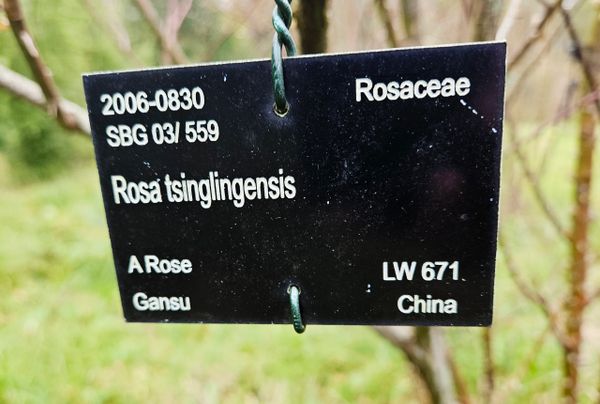 2006-0830 Rosaceae
SBG 03/ 559
Rosa tsinglingensis
A Rose LW 671
Gansu China